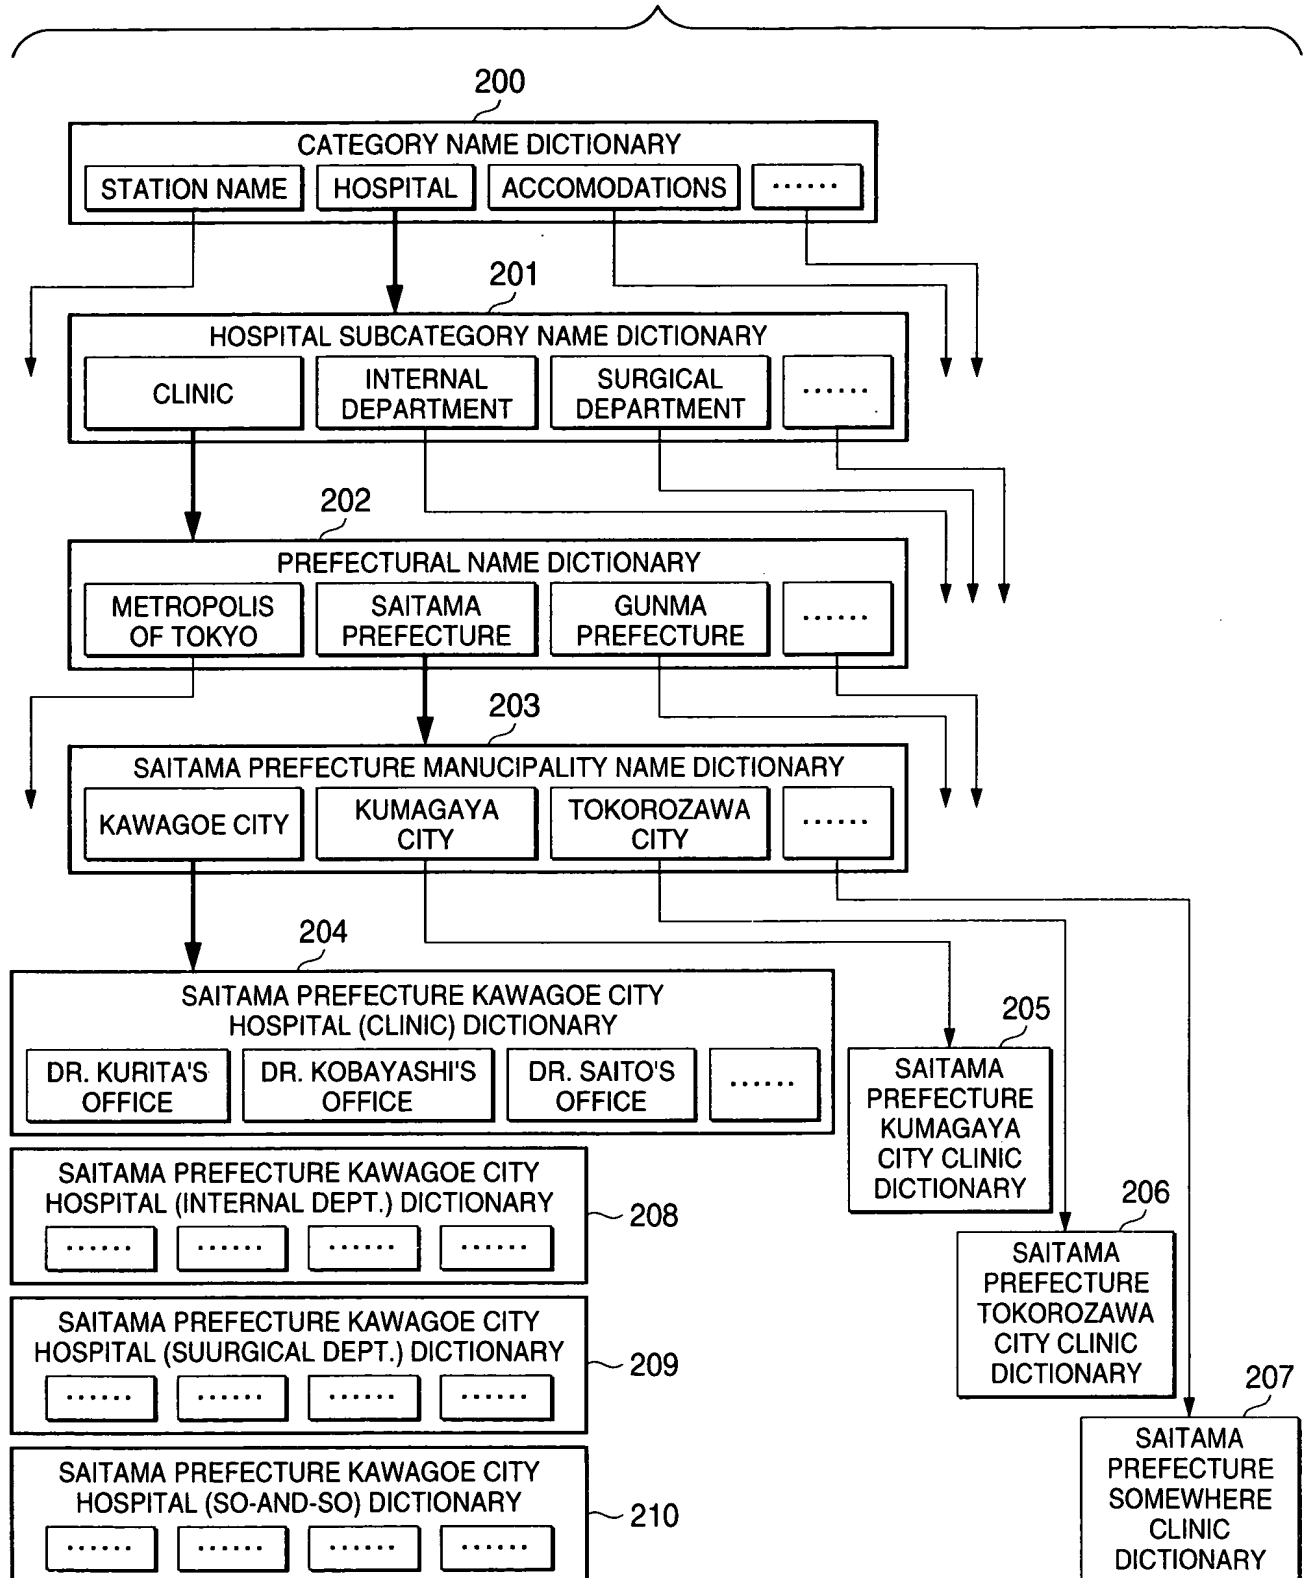 200
CATEGORY NAME DICTIONARY
STATION NAME
HOSPITAL
ACCOMODATIONS
······
201
HOSPITAL SUBCATEGORY NAME DICTIONARY
CLINIC
INTERNAL
DEPARTMENT
SURGICAL
DEPARTMENT
······
202
PREFECTURAL NAME DICTIONARY
METROPOLIS
OF TOKYO
SAITAMA
PREFECTURE
GUNMA
PREFECTURE
······
203
SAITAMA PREFECTURE MANUCIPALITY NAME DICTIONARY
KAWAGOE CITY
KUMAGAYA
CITY
TOKOROZAWA
CITY
······
204
SAITAMA PREFECTURE KAWAGOE CITY
HOSPITAL (CLINIC) DICTIONARY
DR. KURITA'S
OFFICE
DR. KOBAYASHI'S
OFFICE
DR. SAITO'S
OFFICE
······
205
SAITAMA
PREFECTURE
KUMAGAYA
CITY CLINIC
DICTIONARY
SAITAMA PREFECTURE KAWAGOE CITY
HOSPITAL (INTERNAL DEPT.) DICTIONARY
······ ······ ······ ······
208
206
SAITAMA
PREFECTURE
TOKOROZAWA
CITY CLINIC
DICTIONARY
SAITAMA PREFECTURE KAWAGOE CITY
HOSPITAL (SUURGICAL DEPT.) DICTIONARY
······ ······ ······ ······
209
207
SAITAMA
PREFECTURE
SOMEWHERE
CLINIC
DICTIONARY
SAITAMA PREFECTURE KAWAGOE CITY
HOSPITAL (SO-AND-SO) DICTIONARY
······ ······ ······ ······
210